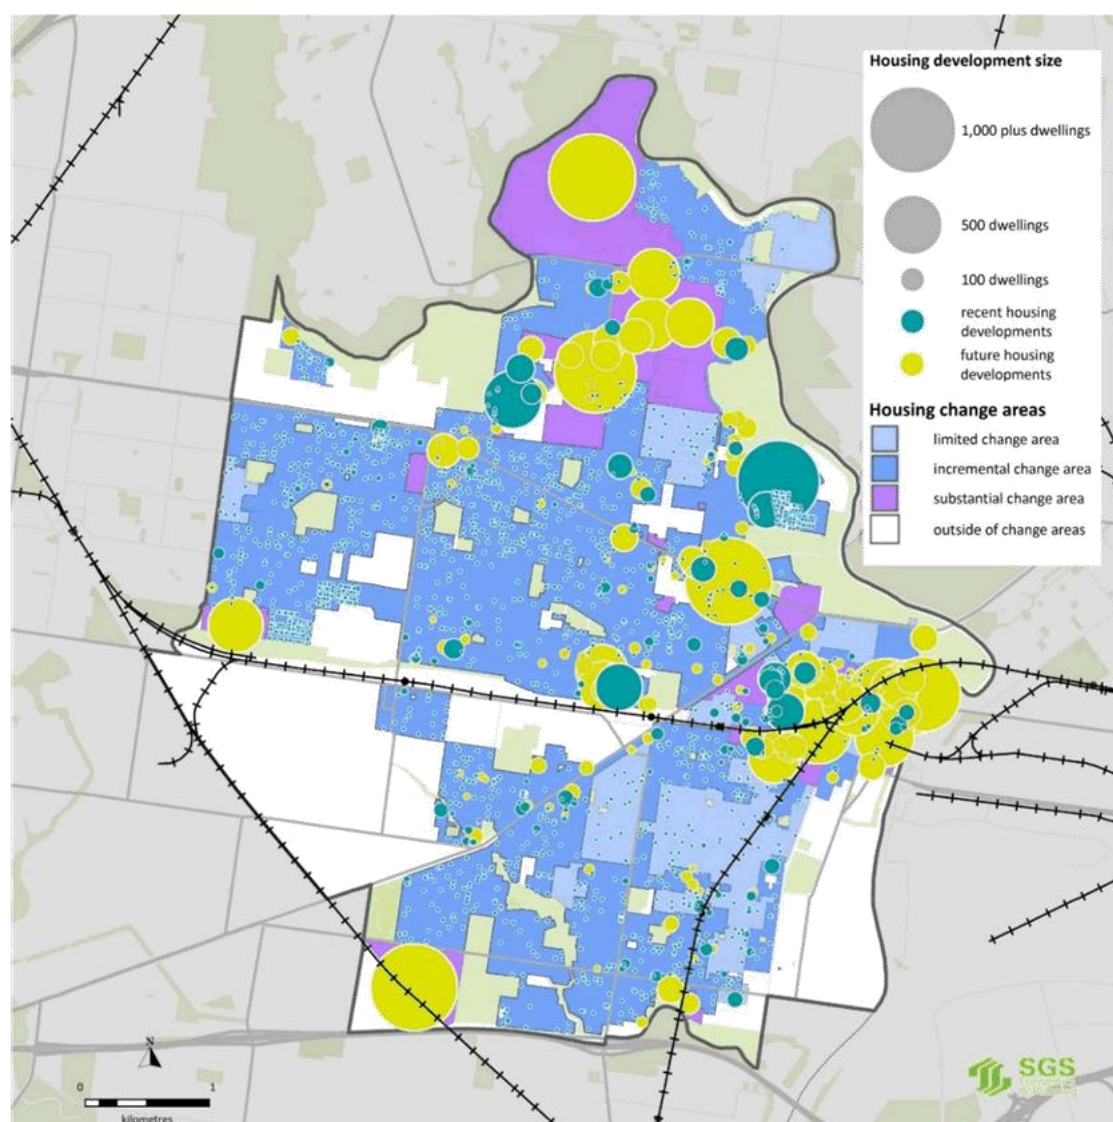 Housing development size
1,000 plus dwellings
500 dwellings
100 dwellings
recent housing
developments
future housing
developments
Housing change areas
limited change area
incremental change area
substantial change area
outside of change areas
N
0
1
kilometres
SGS